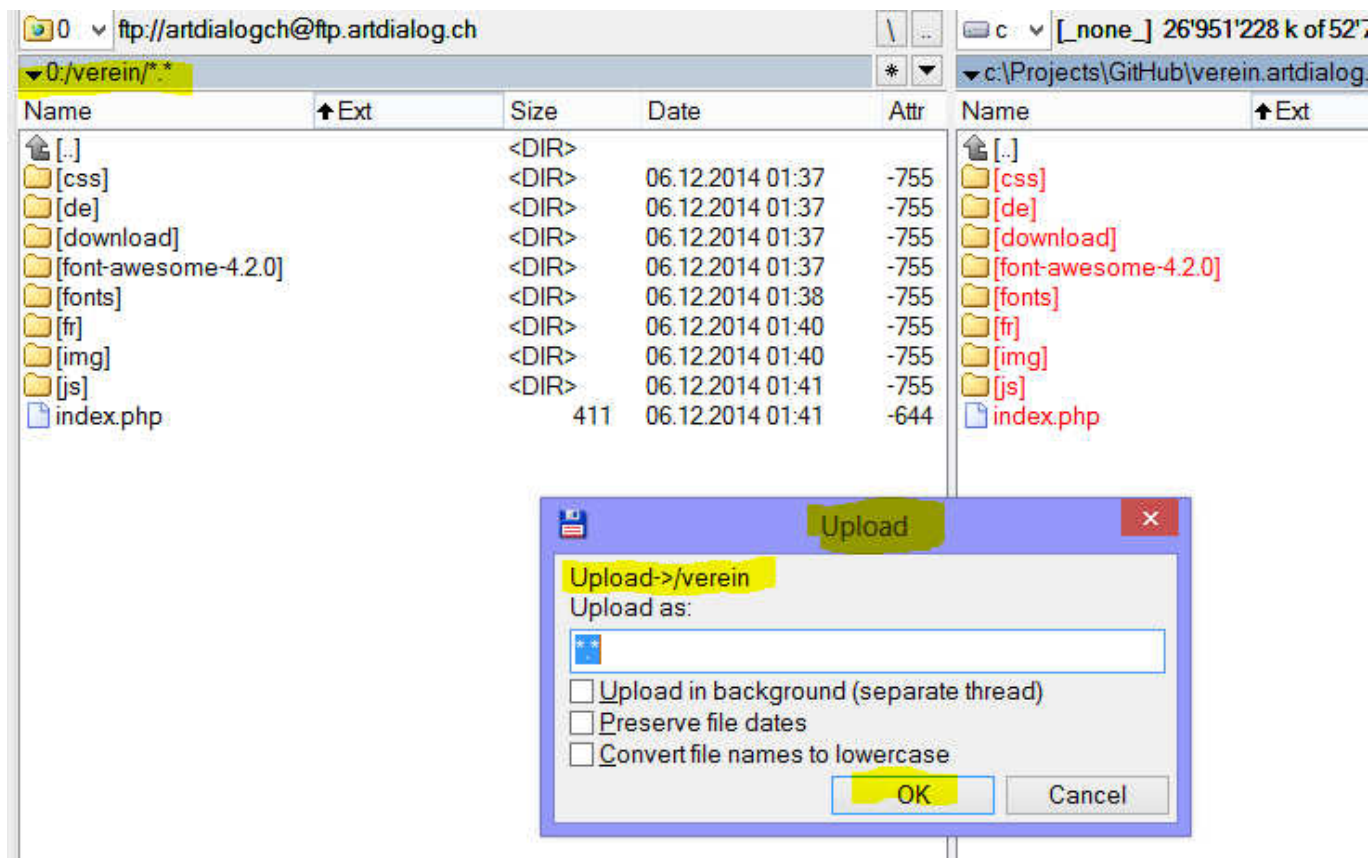 0 ftp://artdialogch@ftp.artdialog.ch \ ..
0:/verein/*.* *
Name Ext Size Date Attr
[..] <DIR>
[css] <DIR> 06.12.2014 01:37 -755
[de] <DIR> 06.12.2014 01:37 -755
[download] <DIR> 06.12.2014 01:37 -755
[font-awesome-4.2.0] <DIR> 06.12.2014 01:37 -755
[fonts] <DIR> 06.12.2014 01:38 -755
[fr] <DIR> 06.12.2014 01:40 -755
[img] <DIR> 06.12.2014 01:40 -755
[js] <DIR> 06.12.2014 01:41 -755
index.php 411 06.12.2014 01:41 -644
c [_none_] 26'951'228 k of 52'7
c:\Projects\GitHub\verein.artdialog.
Name Ext
[..]
[css]
[de]
[download]
[font-awesome-4.2.0]
[fonts]
[fr]
[img]
[js]
index.php
Upload
Upload->/verein
Upload as:
*.*
Upload in background (separate thread)
Preserve file dates
Convert file names to lowercase
OK Cancel